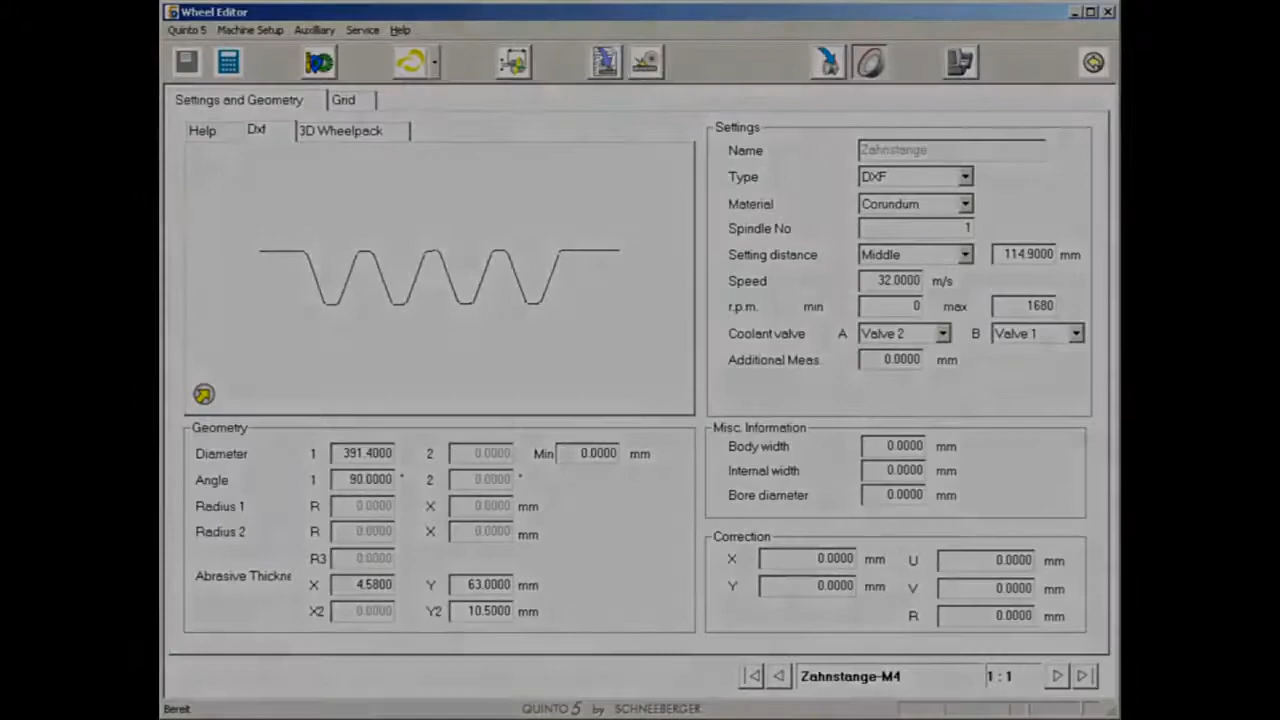 Wheel Editor
Quinto 5 Machine Setup Auxilliary Service Help
Settings and Geometry Grid
Help Dxf 3D Wheelpack
Settings
Name Zahnstange
Type DXF
Material Corundum
Spindle No 1
Setting distance Middle 114.9000 mm
Speed 32.0000 m/s
r.p.m. min 0 max 1680
Coolant valve A Valve 2 B Valve 1
Additional Meas. 0.0000 mm
Geometry
Diameter 1 391.4000 2 0.0000 Min 0.0000 mm
Angle 1 90.0000 ° 2 0.0000 °
Radius 1 R 0.0000 X 0.0000 mm
Radius 2 R 0.0000 X 0.0000 mm
R3 0.0000
Abrasive Thickne X 4.5800 Y 63.0000 mm
X2 0.0000 Y2 10.5000 mm
Misc. Information
Body width 0.0000 mm
Internal width 0.0000 mm
Bore diameter 0.0000 mm
Correction
X 0.0000 mm U 0.0000 mm
Y 0.0000 mm V 0.0000 mm
R 0.0000 mm
Zahnstange-M4 1 : 1
Bereit QUINTO 5 by SCHNEEBERGER